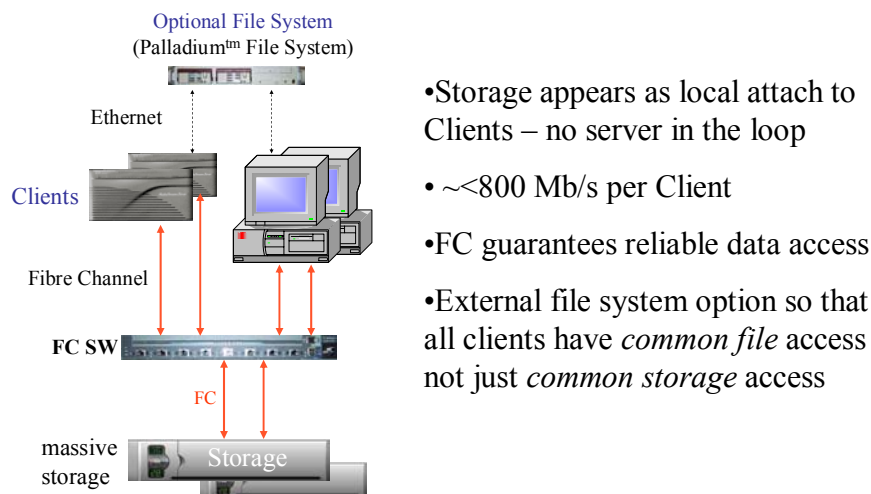 Optional File System
(Palladium™ File System)
Ethernet
Clients
Fibre Channel
FC SW
FC
massive
storage
Storage
•Storage appears as local attach to
Clients – no server in the loop
• ~<800 Mb/s per Client
•FC guarantees reliable data access
•External file system option so that
all clients have common file access
not just common storage access